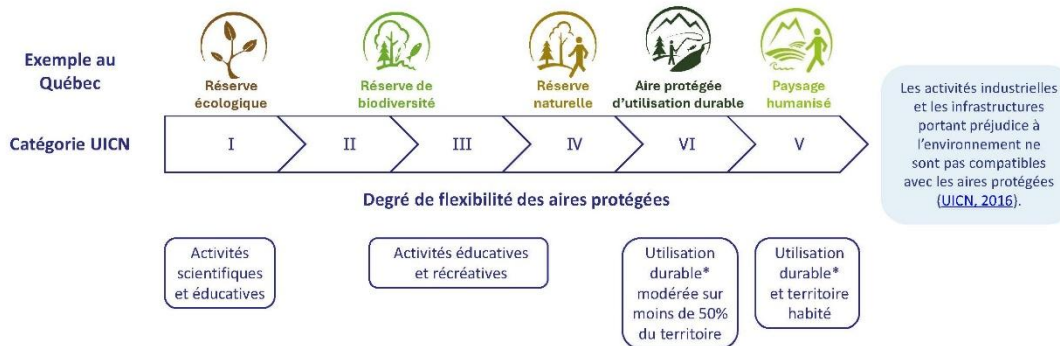 Exemple au
Québec
Réserve
écologique
Réserve de
biodiversité
Réserve
naturelle
Aire protégée
d'utilisation durable
Paysage
humanisé
Catégorie UICN
I
II
III
IV
VI
V
Degré de flexibilité des aires protégées
Activités
scientifiques
et éducatives
Activités éducatives
et récréatives
Utilisation
durable*
modérée sur
moins de 50%
du territoire
Utilisation
durable*
et territoire
habité
Les activités industrielles
et les infrastructures
portant préjudice à
l'environnement ne
sont pas compatibles
avec les aires protégées
(UICN, 2016).